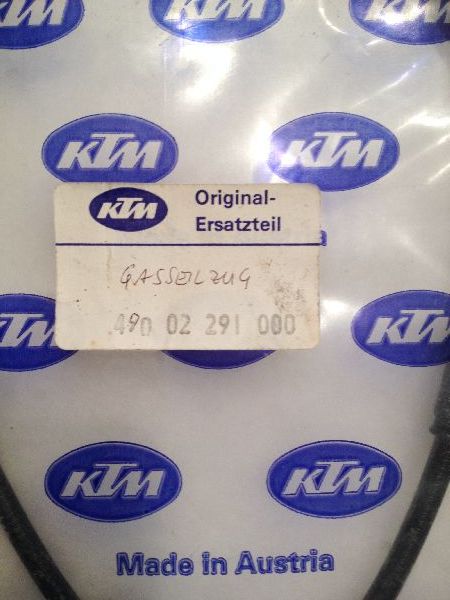 KTM KTM KTM
KTM KTM
KTM Original-
Ersatzteil
GASSEILZUG
490 02 291 000
KTM KTM
KTM KTM
Made in Austria